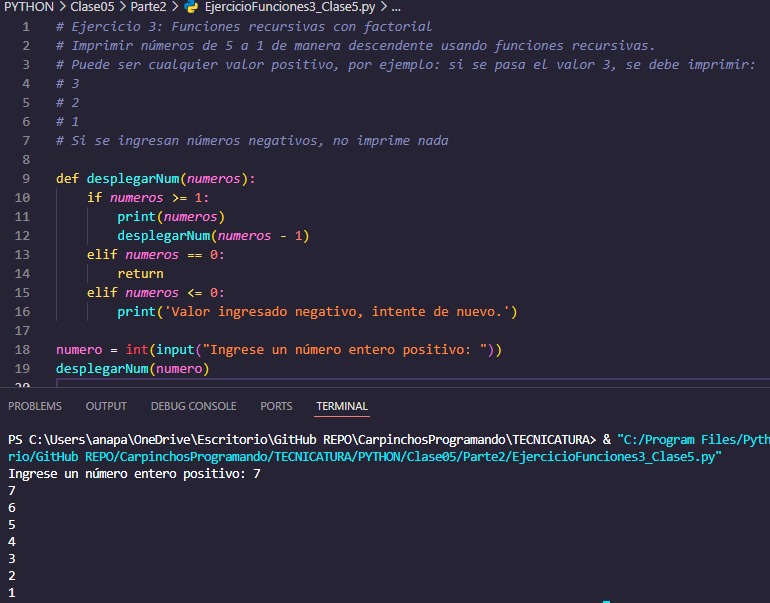 PYTHON > Clase05 > Parte2 > EjercicioFunciones3_Clase5.py > ...
1 # Ejercicio 3: Funciones recursivas con factorial
2 # Imprimir números de 5 a 1 de manera descendente usando funciones recursivas.
3 # Puede ser cualquier valor positivo, por ejemplo: si se pasa el valor 3, se debe imprimir:
4 # 3
5 # 2
6 # 1
7 # Si se ingresan números negativos, no imprime nada
8
9 def desplegarNum(numeros):
10     if numeros >= 1:
11         print(numeros)
12         desplegarNum(numeros - 1)
13     elif numeros == 0:
14         return
15     elif numeros <= 0:
16         print('Valor ingresado negativo, intente de nuevo.')
17
18 numero = int(input("Ingrese un número entero positivo: "))
19 desplegarNum(numero)
20
PROBLEMS OUTPUT DEBUG CONSOLE PORTS TERMINAL
PS C:\Users\anapa\OneDrive\Escritorio\GitHub REPO\CarpinchosProgramando\TECNICATURA> & "C:/Program Files/Pyth
rio/GitHub REPO/CarpinchosProgramando/TECNICATURA/PYTHON/Clase05/Parte2/EjercicioFunciones3_Clase5.py"
Ingrese un número entero positivo: 7
7
6
5
4
3
2
1